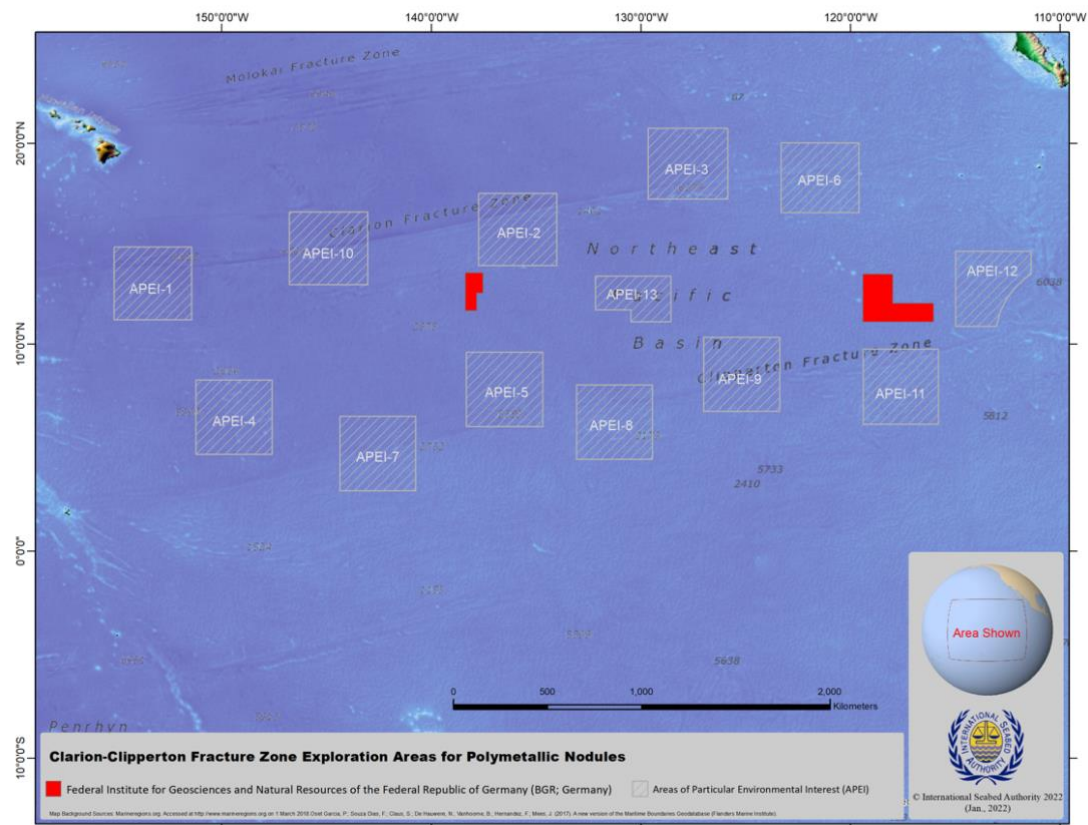 150°0'0"W 140°0'0"W 130°0'0"W 120°0'0"W 110°0'0"W
Molokai Fracture Zone
20°0'0"N
APEI-3
APEI-6
Clarion Fracture Zone
APEI-2
APEI-10
Northeast
APEI-12
APEI-1
APEI-13
Pacific
6038
10°0'0"N
Basin
Clipperton Fracture Zone
APEI-9
APEI-5
APEI-11
APEI-4
APEI-8
5812
APEI-7
5733
2410
0°0'0"
Area Shown
5638
0 500 1,000 2,000
Kilometers
Penrhyn
10°0'0"S
Clarion-Clipperton Fracture Zone Exploration Areas for Polymetallic Nodules
Federal Institute for Geosciences and Natural Resources of the Federal Republic of Germany (BGR; Germany)
Areas of Particular Environmental Interest (APEI)
INTERNATIONAL SEABED AUTHORITY
© International Seabed Authority 2022
(Jan., 2022)